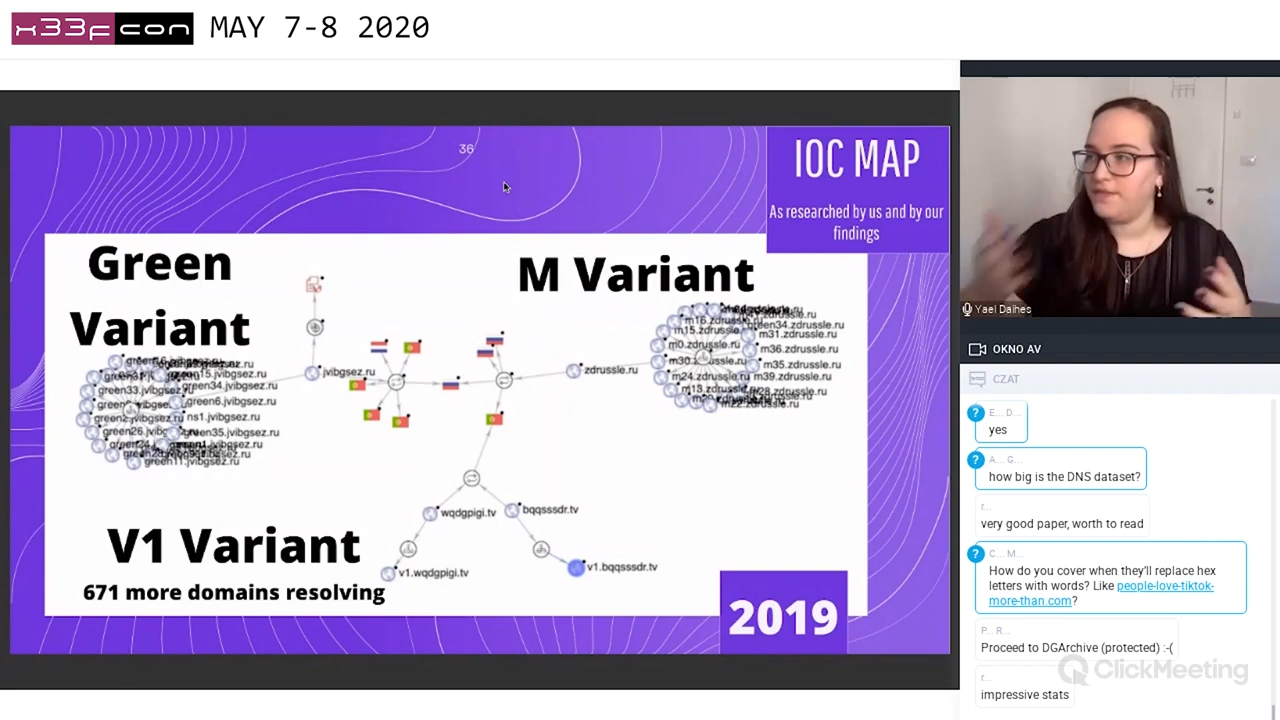 x33fcon MAY 7-8 2020
36
IOC MAP
As researched by us and by our
findings
Green
Variant
M Variant
jvibgsez.ru
green15.jvibgsez.ru
green34.jvibgsez.ru
green33.jvibgsez.ru
green6.jvibgsez.ru
ns1.jvibgsez.ru
green35.jvibgsez.ru
green11.jvibgsez.ru
zdrussle.ru
m16.zdrussle.ru
green34.zdrussle.ru
m15.zdrussle.ru
m31.zdrussle.ru
m0.zdrussle.ru
m36.zdrussle.ru
m35.zdrussle.ru
m24.zdrussle.ru
m39.zdrussle.ru
m22.zdrussle.ru
V1 Variant
671 more domains resolving
wqdgpigi.tv
bqqsssdr.tv
v1.wqdgpigi.tv
v1.bqqsssdr.tv
2019
Yael Daihes
OKNO AV
CZAT
E... D...
yes
A... G...
how big is the DNS dataset?
r...
very good paper, worth to read
C... M...
How do you cover when they'll replace hex
letters with words? Like people-love-tiktok-
more-than.com?
P... R...
Proceed to DGArchive (protected) :-(
r...
impressive stats
ClickMeeting